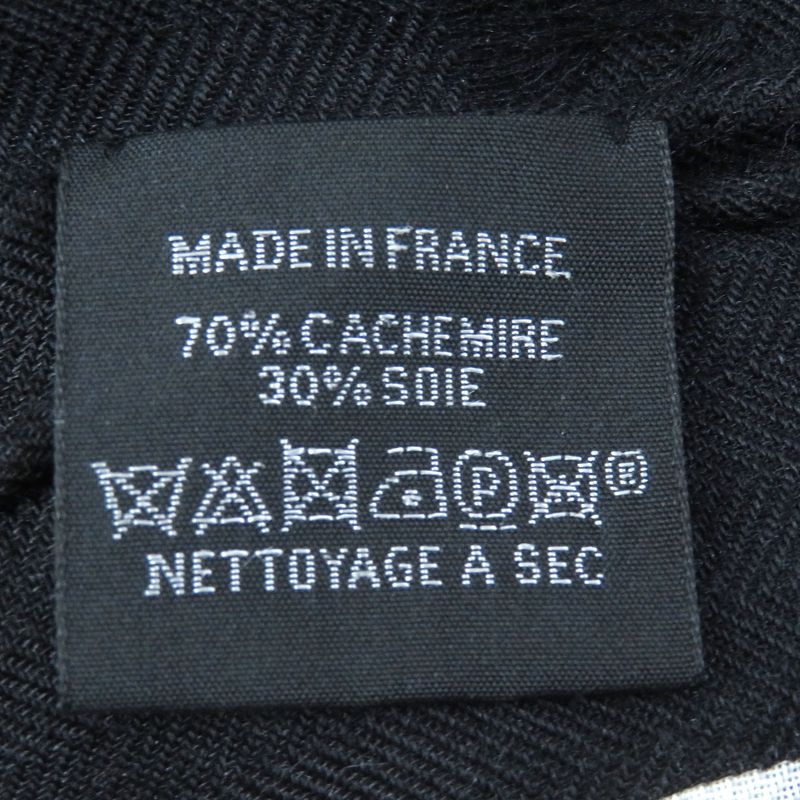 MADE IN FRANCE
70% CACHEMIRE
30% SOIE
P ®
NETTOYAGE A SEC